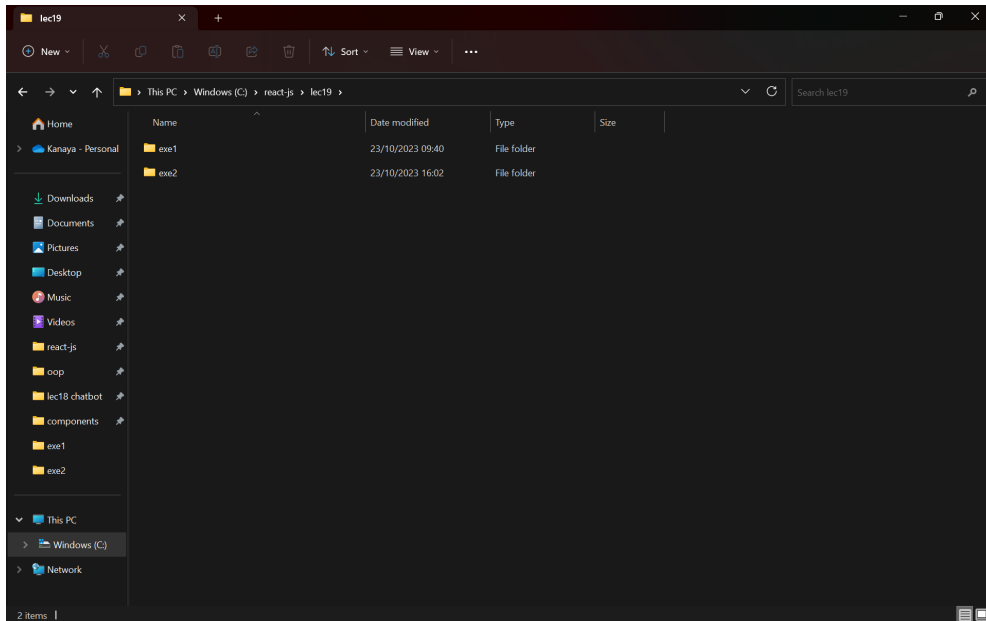 lec19
New Sort View
This PC Windows (C:) react-js lec19 Search lec19
Home
Kanaya - Personal
Downloads
Documents
Pictures
Desktop
Music
Videos
react-js
oop
lec18 chatbot
components
exe1
exe2
This PC
Windows (C:)
Network
Name Date modified Type Size
exe1 23/10/2023 09:40 File folder
exe2 23/10/2023 16:02 File folder
2 items